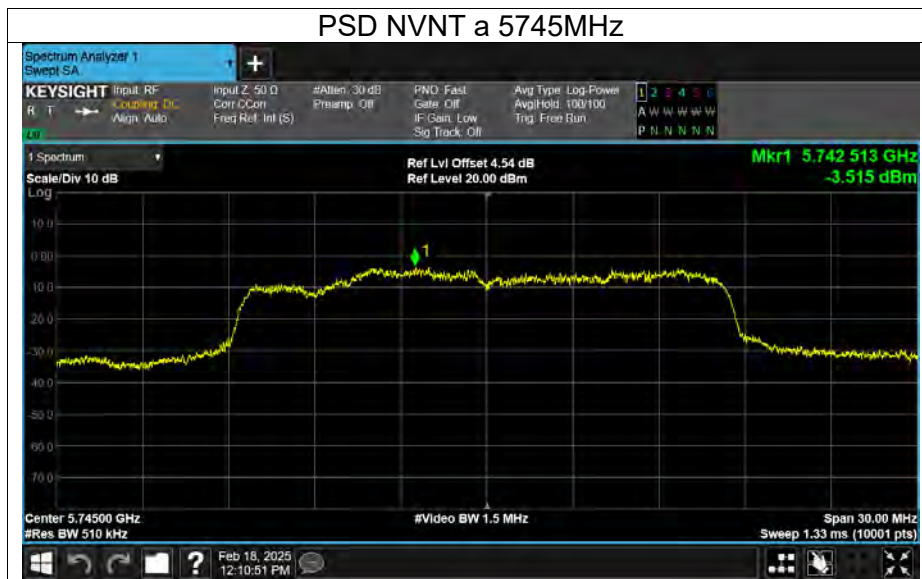 PSD NVNT a 5745MHz
Spectrum Analyzer 1
Swept SA
+
KEYSIGHT Input: RF
R T
Coupling: DC
Align: Auto
Input Z: 50 Ω
Corr CCorr
Freq Ref: Int (S)
#Atten: 30 dB
Preamp: Off
PNO: Fast
Gate: Off
IF Gain: Low
Sig Track: Off
Avg Type: Log-Power
Avg|Hold: 100/100
Trig: Free Run
1 2 3 4 5 6
A W W W W W
P N N N N N
1 Spectrum
Scale/Div 10 dB
Ref Lvl Offset 4.54 dB
Ref Level 20.00 dBm
Mkr1 5.742 513 GHz
-3.515 dBm
Log
10.0
0.00
-10.0
-20.0
-30.0
-40.0
-50.0
-60.0
-70.0
1
Center 5.74500 GHz
#Res BW 510 kHz
#Video BW 1.5 MHz
Span 30.00 MHz
Sweep 1.33 ms (10001 pts)
?
Feb 18, 2025
12:10:51 PM